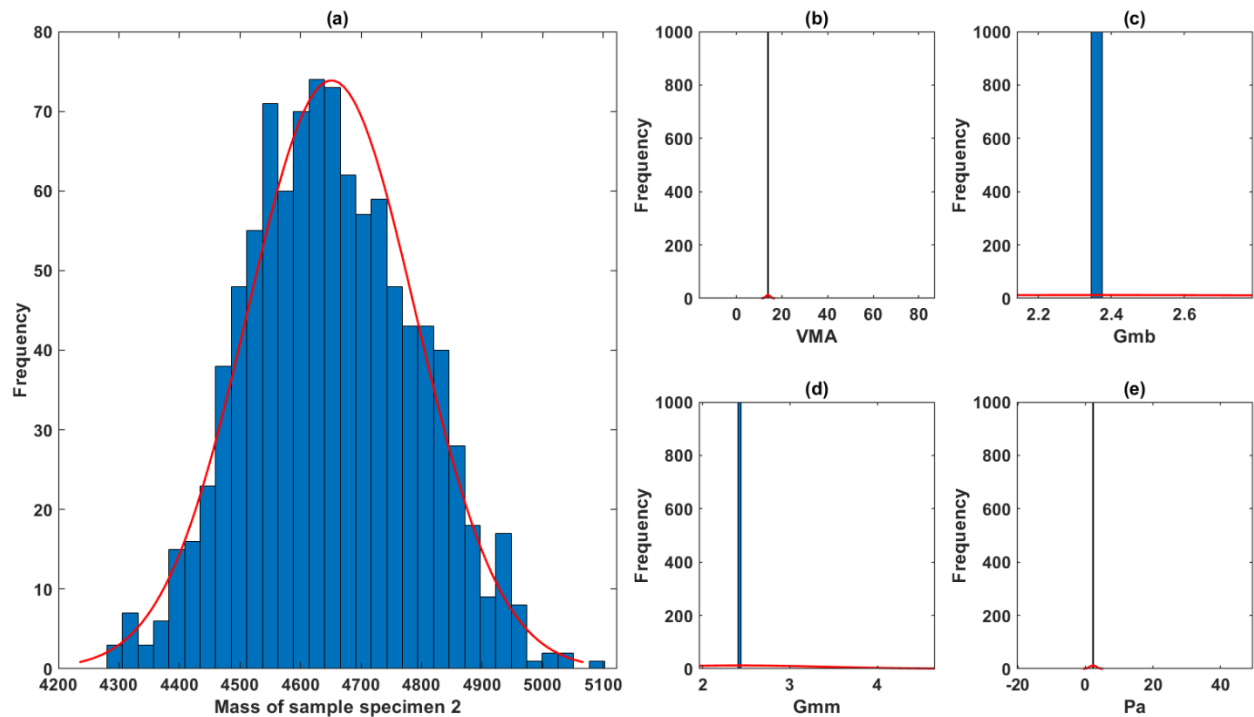 (a)
80
70
60
50
40
30
20
10
0
Frequency
4200 4300 4400 4500 4600 4700 4800 4900 5000 5100
Mass of sample specimen 2
(b)
1000
800
600
400
200
0
Frequency
0 20 40 60 80
VMA
(c)
1000
800
600
400
200
0
Frequency
2.2 2.4 2.6
Gmb
(d)
1000
800
600
400
200
0
Frequency
2 3 4
Gmm
(e)
1000
800
600
400
200
0
Frequency
-20 0 20 40
Pa